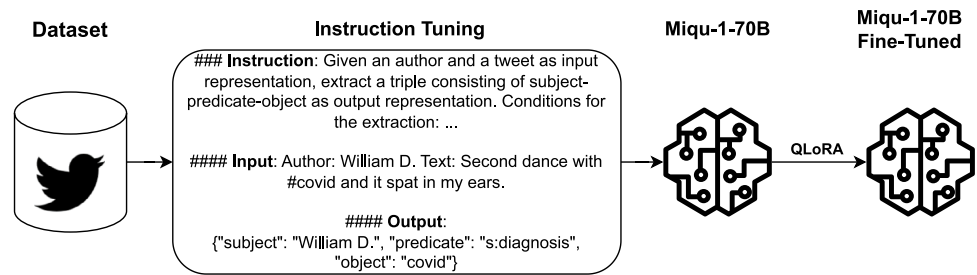 Dataset
Instruction Tuning
### Instruction: Given an author and a tweet as input
representation, extract a triple consisting of subject-
predicate-object as output representation. Conditions for
the extraction: ...
#### Input: Author: William D. Text: Second dance with
#covid and it spat in my ears.
#### Output:
{"subject": "William D.", "predicate": "s:diagnosis",
"object": "covid"}
Miqu-1-70B
QLoRA
Miqu-1-70B
Fine-Tuned